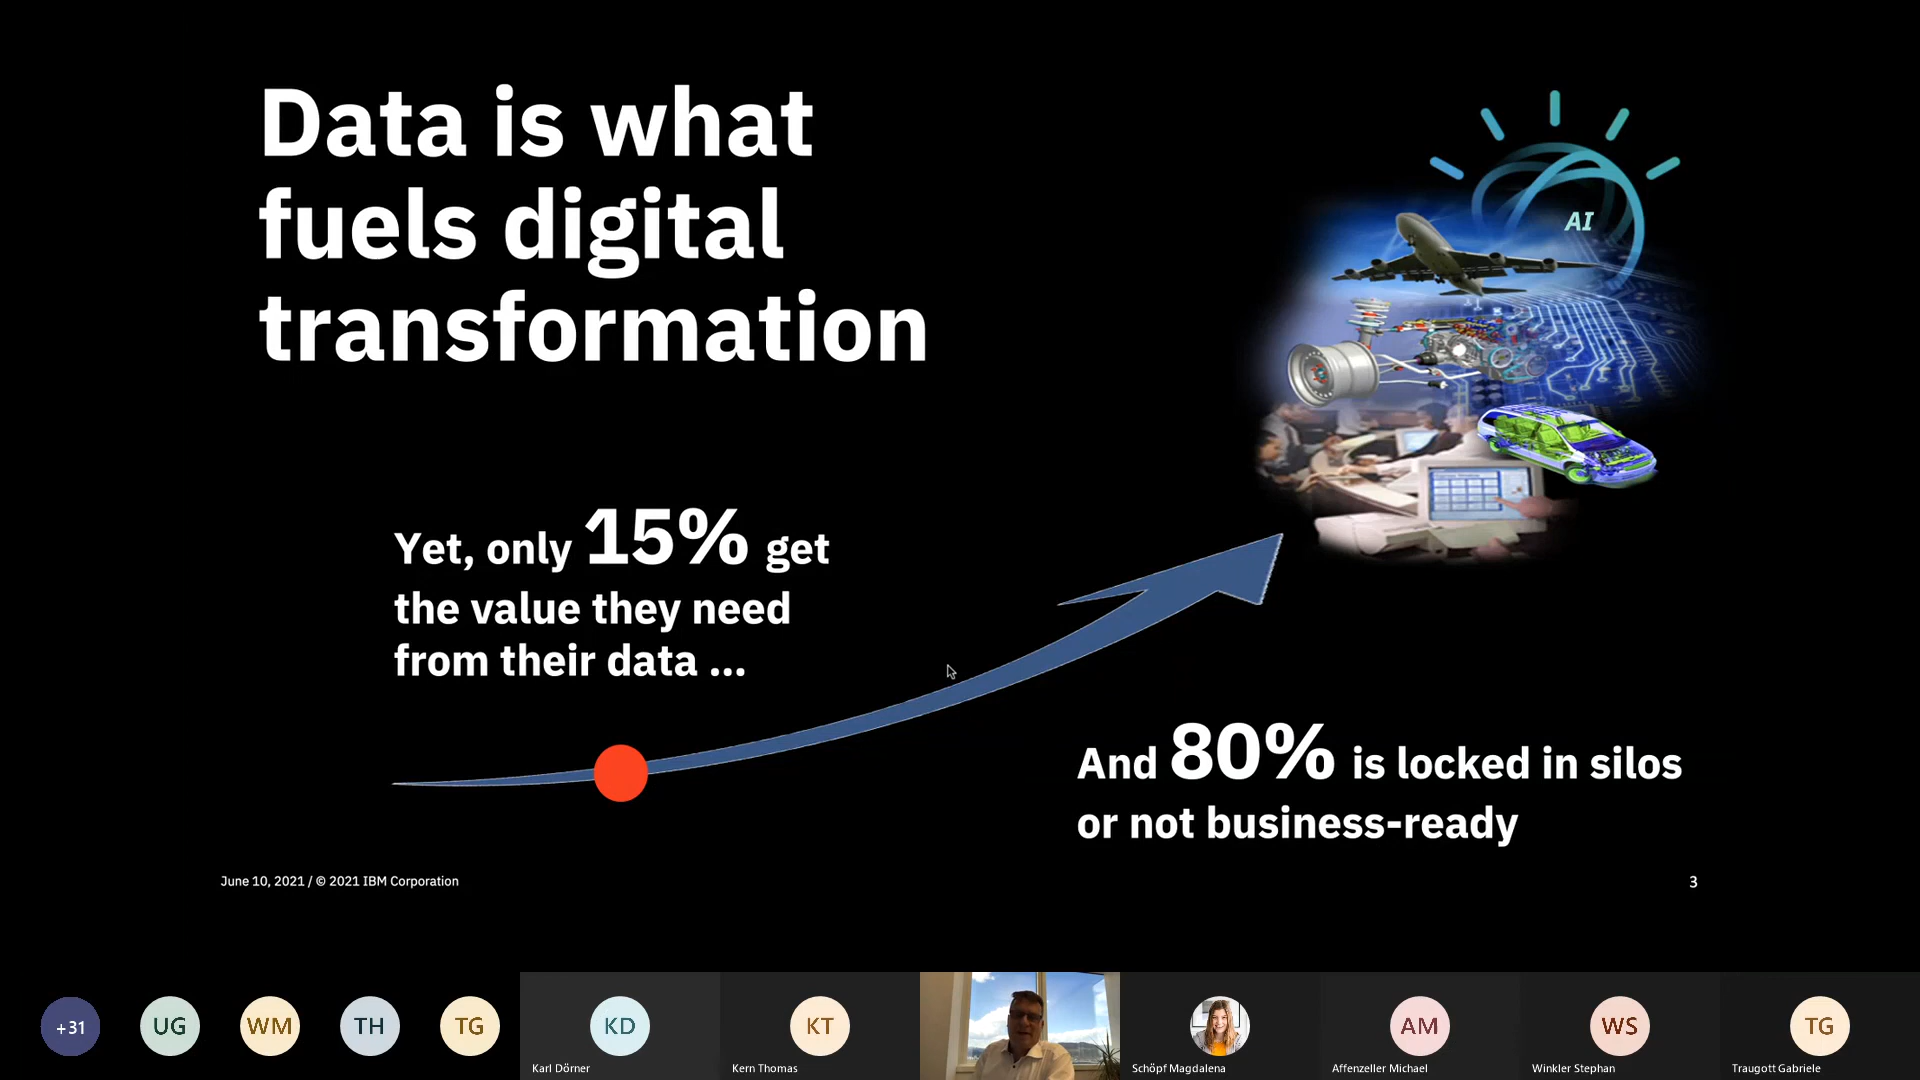 Data is what
fuels digital
transformation
AI
Yet, only 15% get
the value they need
from their data ...
And 80% is locked in silos
or not business-ready
June 10, 2021 / © 2021 IBM Corporation
3
+31
UG
WM
TH
TG
KD
Karl Dörner
KT
Kern Thomas
Schöpf Magdalena
AM
Affenzeller Michael
WS
Winkler Stephan
TG
Traugott Gabriele